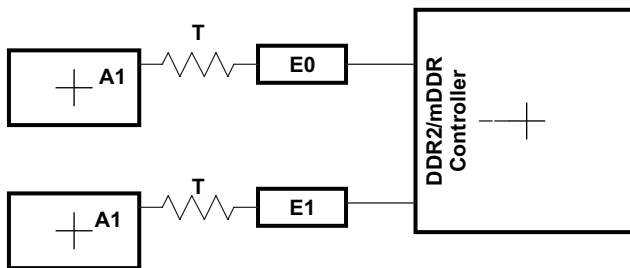 T
A1
E0
DDR2/mDDR
Controller
T
A1
E1